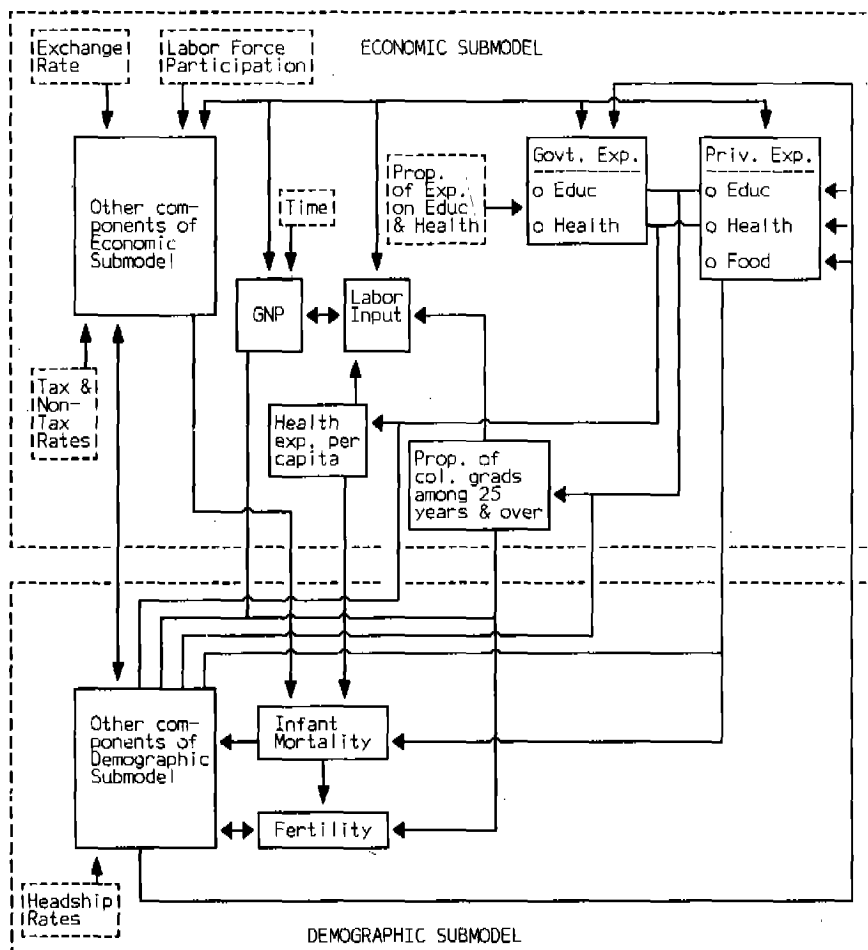 Exchange
Rate
Labor Force
Participation
ECONOMIC SUBMODEL
Other com-
ponents of
Economic
Submodel
Time
Prop.
of Exp.
on Educ
& Health
Govt. Exp.
Educ
Health
Priv. Exp.
Educ
Health
Food
GNP
Labor
Input
Tax &
Non-
Tax
Rates
Health
exp. per
capita
Prop. of
col. grads
among 25
years & over
Other com-
ponents of
Demographic
Submodel
Infant
Mortality
Fertility
Headship
Rates
DEMOGRAPHIC SUBMODEL